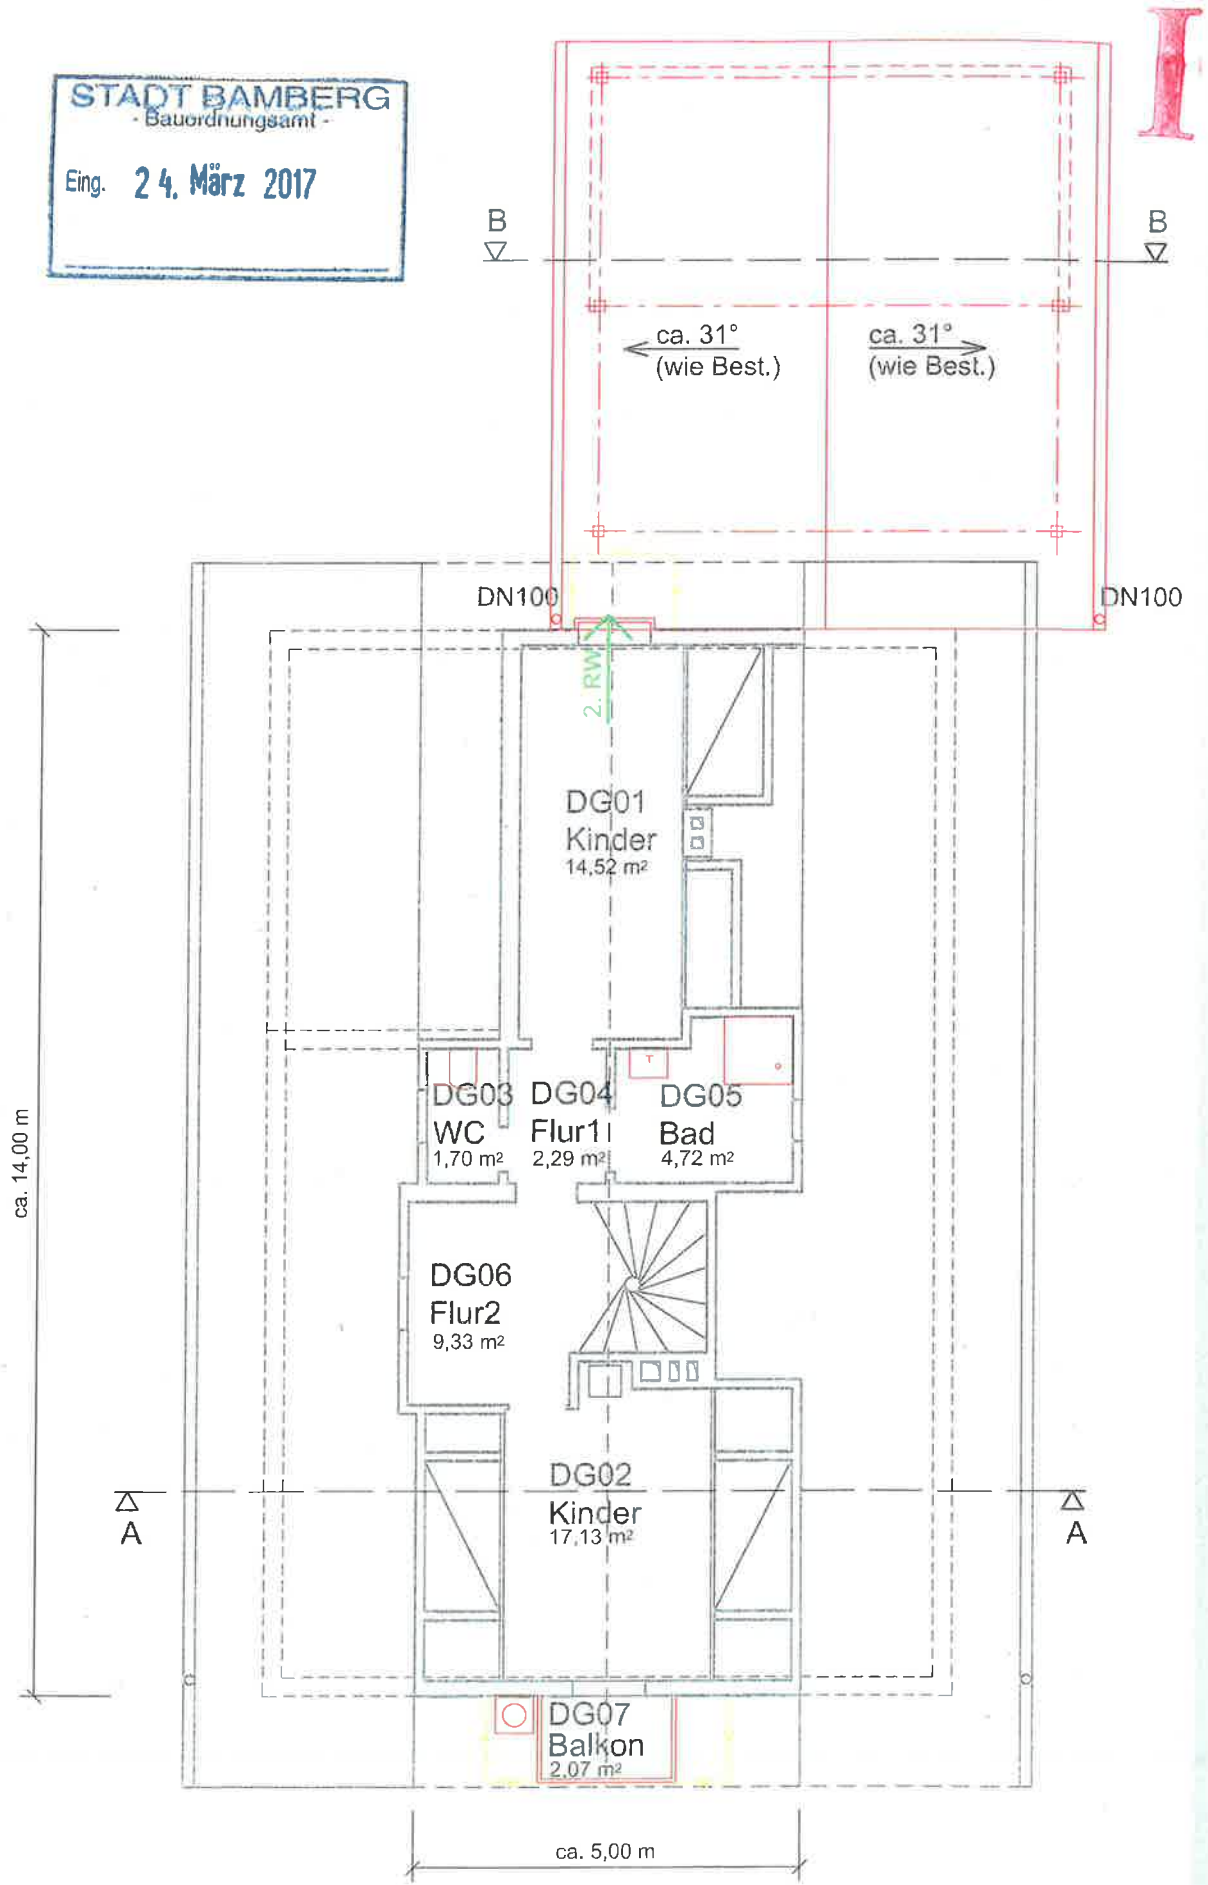 STADT BAMBERG
- Bauordnungsamt -
Eing. 24. März 2017
B
B
ca. 31°
(wie Best.)
ca. 31°
(wie Best.)
DN100
DN100
2. RW
DG01
Kinder
14,52 m²
ca. 14,00 m
DG03
WC
1,70 m²
DG04
Flur1
2,29 m²
DG05
Bad
4,72 m²
DG06
Flur2
9,33 m²
DG02
Kinder
17,13 m²
A
A
DG07
Balkon
2,07 m²
ca. 5,00 m